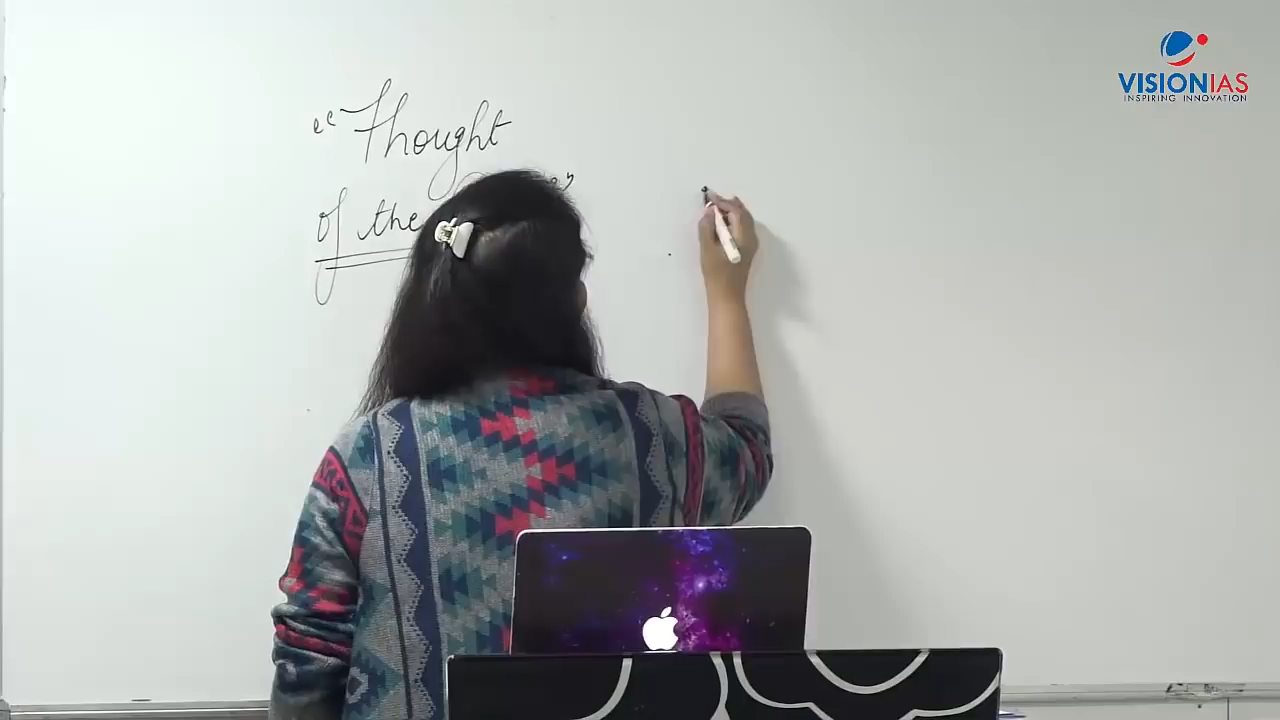 “Thought
of the
VISIONIAS
INSPIRING INNOVATION